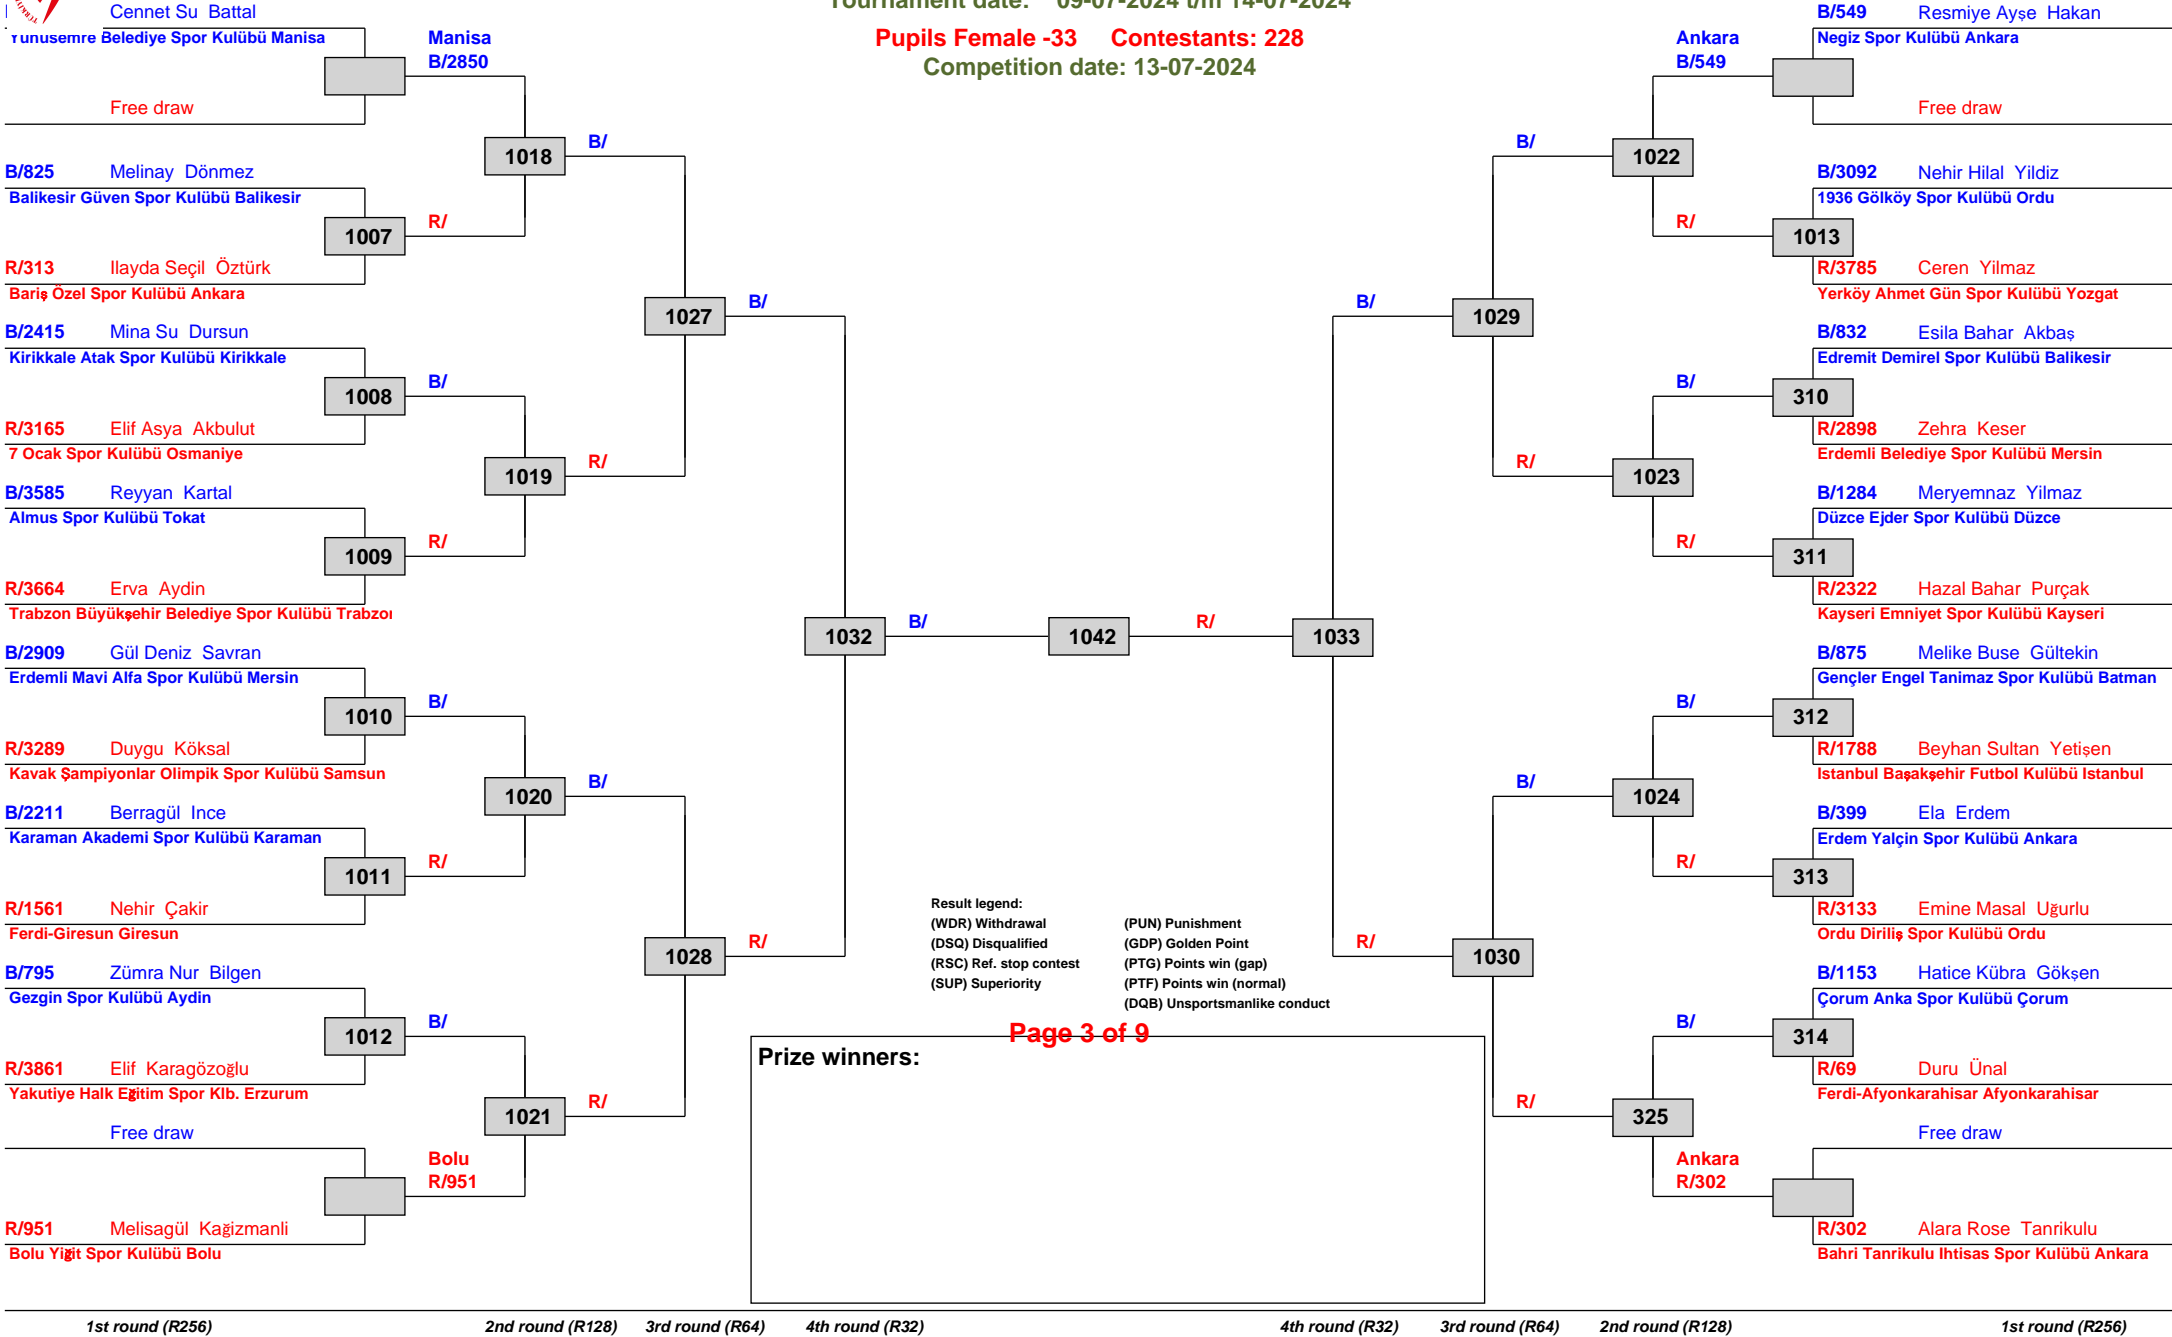 Tournament date: 09-07-2024 t/m 14-07-2024
Pupils Female -33 Contestants: 228
Competition date: 13-07-2024
Cennet Su Battal
Yunusemre Belediye Spor Kulübü Manisa
Manisa
B/2850
Free draw
1018
B/
B/825 Melinay Dönmez
Balikesir Güven Spor Kulübü Balikesir
1007
R/
R/313 Ilayda Seçil Öztürk
Bariş Özel Spor Kulübü Ankara
1027
B/
B/2415 Mina Su Dursun
Kirikkale Atak Spor Kulübü Kirikkale
1008
B/
R/3165 Elif Asya Akbulut
7 Ocak Spor Kulübü Osmaniye
1019
R/
B/3585 Reyyan Kartal
Almus Spor Kulübü Tokat
1009
R/
R/3664 Erva Aydin
Trabzon Büyükşehir Belediye Spor Kulübü
1032
B/
1042
R/
1033
B/2909 Gül Deniz Savran
Erdemli Mavi Alfa Spor Kulübü Mersin
1010
B/
R/3289 Duygu Köksal
Kavak Şampiyonlar Olimpik Spor Kulübü Samsun
1020
B/
B/2211 Berragül Ince
Karaman Akademi Spor Kulübü Karaman
1011
R/
R/1561 Nehir Çakir
Ferdi-Giresun Giresun
1028
R/
B/795 Zümra Nur Bilgen
Gezgin Spor Kulübü Aydin
1012
B/
R/3861 Elif Karagözoğlu
Yakutiye Halk Eğitim Spor Klb. Erzurum
1021
R/
Free draw
Bolu
R/951
R/951 Melisagül Kağizmanli
Bolu Yiğit Spor Kulübü Bolu
B/549 Resmiye Ayşe Hakan
Negiz Spor Kulübü Ankara
Ankara
B/549
Free draw
B/
1022
B/3092 Nehir Hilal Yildiz
1936 Gölköy Spor Kulübü Ordu
R/
1013
R/3785 Ceren Yilmaz
Yerköy Ahmet Gün Spor Kulübü Yozgat
B/
1029
B/832 Esila Bahar Akbaş
Edremit Demirel Spor Kulübü Balikesir
B/
310
R/2898 Zehra Keser
Erdemli Belediye Spor Kulübü Mersin
R/
1023
B/1284 Meryemnaz Yilmaz
Düzce Ejder Spor Kulübü Düzce
R/
311
R/2322 Hazal Bahar Purçak
Kayseri Emniyet Spor Kulübü Kayseri
B/875 Melike Buse Gültekin
Gençler Engel Tanimaz Spor Kulübü Batman
B/
312
R/1788 Beyhan Sultan Yetişen
Istanbul Başakşehir Futbol Kulübü Istanbul
B/
1024
B/399 Ela Erdem
Erdem Yalçin Spor Kulübü Ankara
R/
313
R/3133 Emine Masal Uğurlu
Ordu Diriliş Spor Kulübü Ordu
R/
1030
B/1153 Hatice Kübra Gökşen
Çorum Anka Spor Kulübü Çorum
B/
314
R/69 Duru Ünal
Ferdi-Afyonkarahisar Afyonkarahisar
R/
325
Free draw
Ankara
R/302
R/302 Alara Rose Tanrikulu
Bahri Tanrikulu Ihtisas Spor Kulübü Ankara
Result legend:
(WDR) Withdrawal (PUN) Punishment
(DSQ) Disqualified (GDP) Golden Point
(RSC) Ref. stop contest (PTG) Points win (gap)
(SUP) Superiority (PTF) Points win (normal)
(DQB) Unsportsmanlike conduct
Page 3 of 9
Prize winners:
1st round (R256) 2nd round (R128) 3rd round (R64) 4th round (R32) 4th round (R32) 3rd round (R64) 2nd round (R128) 1st round (R256)